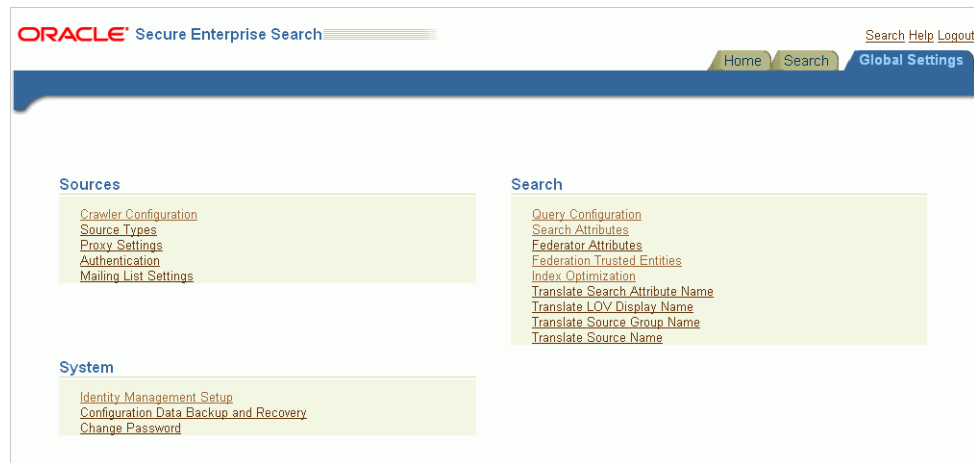 ORACLE Secure Enterprise Search
Search Help Logout
Home Search Global Settings
Sources
Crawler Configuration
Source Types
Proxy Settings
Authentication
Mailing List Settings
Search
Query Configuration
Search Attributes
Federator Attributes
Federation Trusted Entities
Index Optimization
Translate Search Attribute Name
Translate LOV Display Name
Translate Source Group Name
Translate Source Name
System
Identity Management Setup
Configuration Data Backup and Recovery
Change Password